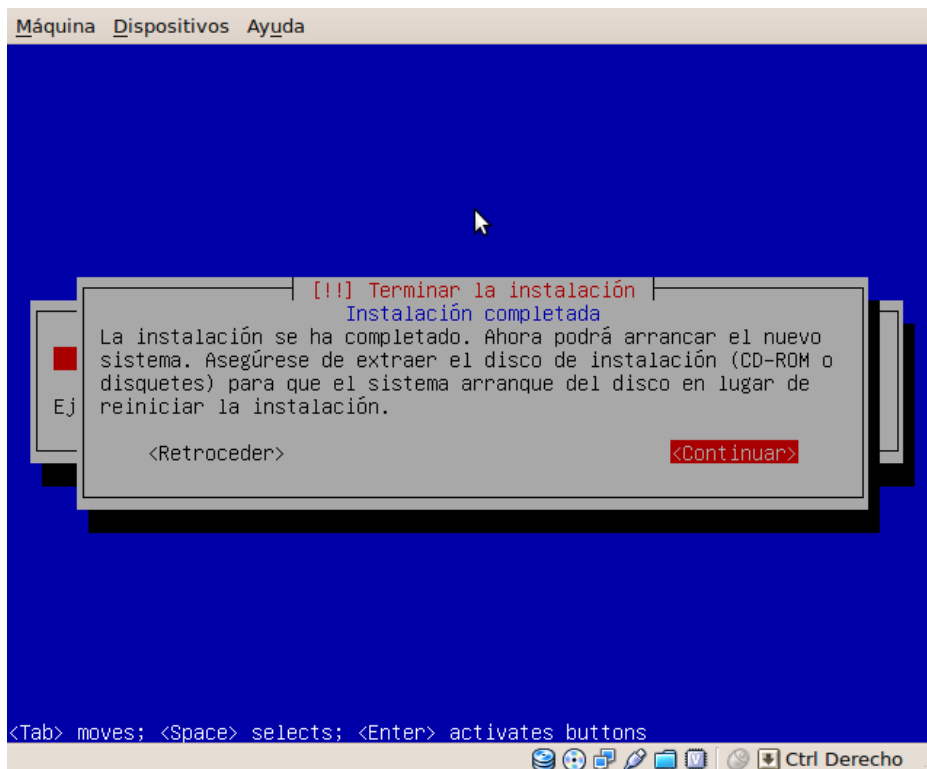 Máquina Dispositivos Ayuda
[!!] Terminar la instalación
Instalación completada
La instalación se ha completado. Ahora podrá arrancar el nuevo
sistema. Asegúrese de extraer el disco de instalación (CD-ROM o
disquetes) para que el sistema arranque del disco en lugar de
Ej
reiniciar la instalación.
<Retroceder> <Continuar>
<Tab> moves; <Space> selects; <Enter> activates buttons
V
Ctrl Derecho